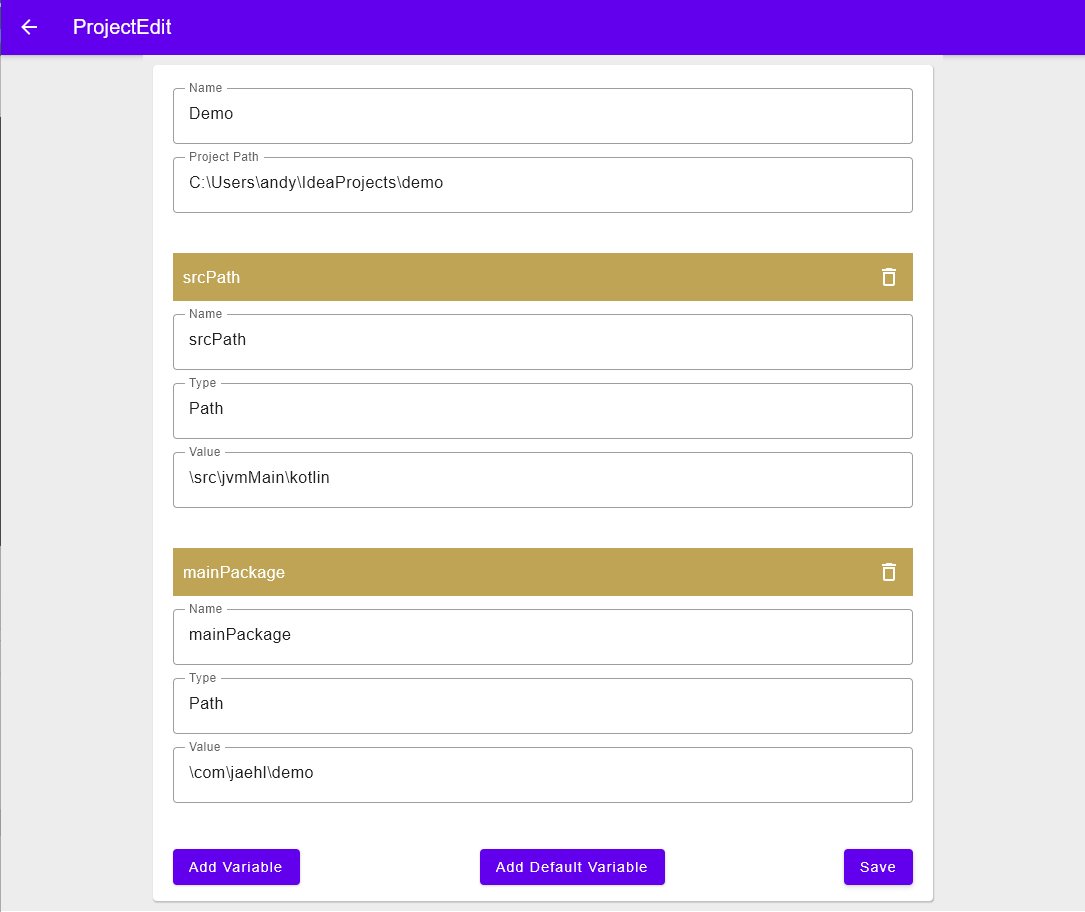 ProjectEdit
Name
Demo
Project Path
C:\Users\andy\IdeaProjects\demo
srcPath
Name
srcPath
Type
Path
Value
\src\jvmMain\kotlin
mainPackage
Name
mainPackage
Type
Path
Value
\com\jaehl\demo
Add Variable Add Default Variable Save